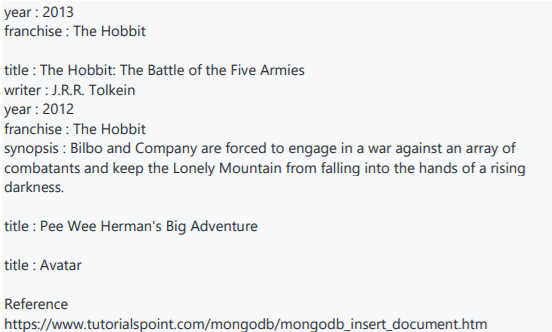 year : 2013
franchise : The Hobbit
title : The Hobbit: The Battle of the Five Armies
writer : J.R.R. Tolkein
year : 2012
franchise : The Hobbit
synopsis : Bilbo and Company are forced to engage in a war against an array of
combatants and keep the Lonely Mountain from falling into the hands of a rising
darkness.
title : Pee Wee Herman's Big Adventure
title : Avatar
Reference
https://www.tutorialspoint.com/mongodb/mongodb_insert_document.htm